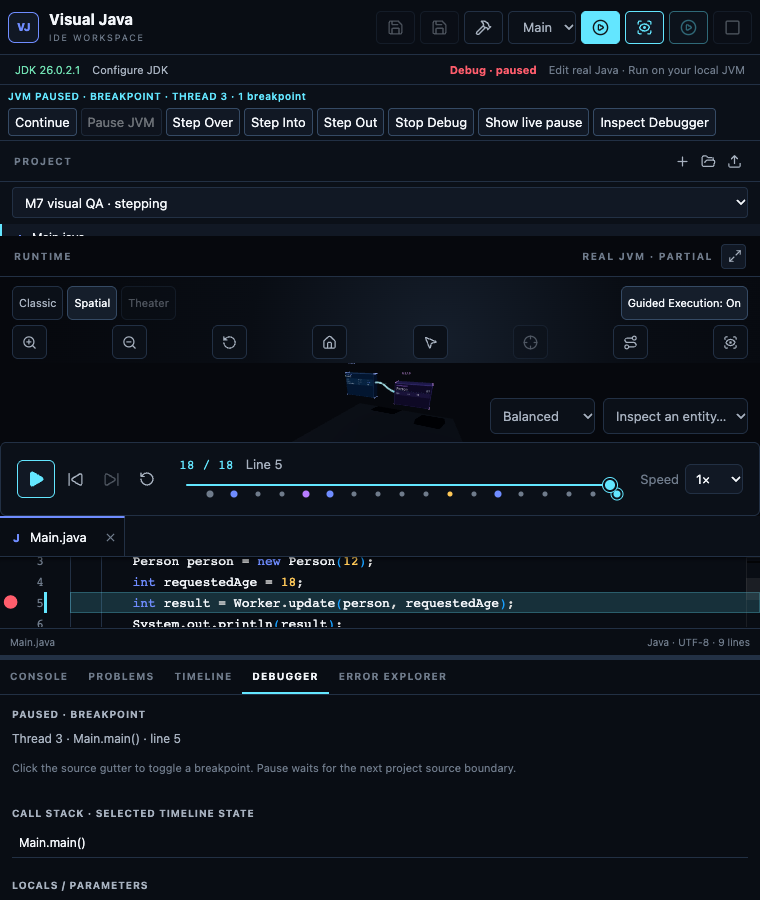 VJ
Visual Java
IDE WORKSPACE
Main
JDK 26.0.2.1 Configure JDK
Debug · paused Edit real Java · Run on your local JVM
JVM PAUSED · BREAKPOINT · THREAD 3 · 1 breakpoint
Continue Pause JVM Step Over Step Into Step Out Stop Debug Show live pause Inspect Debugger
PROJECT
M7 visual QA · stepping
Main.java
RUNTIME REAL JVM · PARTIAL
Classic Spatial Theater Guided Execution: On
Balanced Inspect an entity...
18 / 18 Line 5
Speed 1×
J Main.java
3 Person person = new Person(12);
4 int requestedAge = 18;
5 int result = Worker.update(person, requestedAge);
6 System.out.println(result);
Main.java Java · UTF-8 · 9 lines
CONSOLE PROBLEMS TIMELINE DEBUGGER ERROR EXPLORER
PAUSED · BREAKPOINT
Thread 3 · Main.main() · line 5
Click the source gutter to toggle a breakpoint. Pause waits for the next project source boundary.
CALL STACK · SELECTED TIMELINE STATE
Main.main()
LOCALS / PARAMETERS